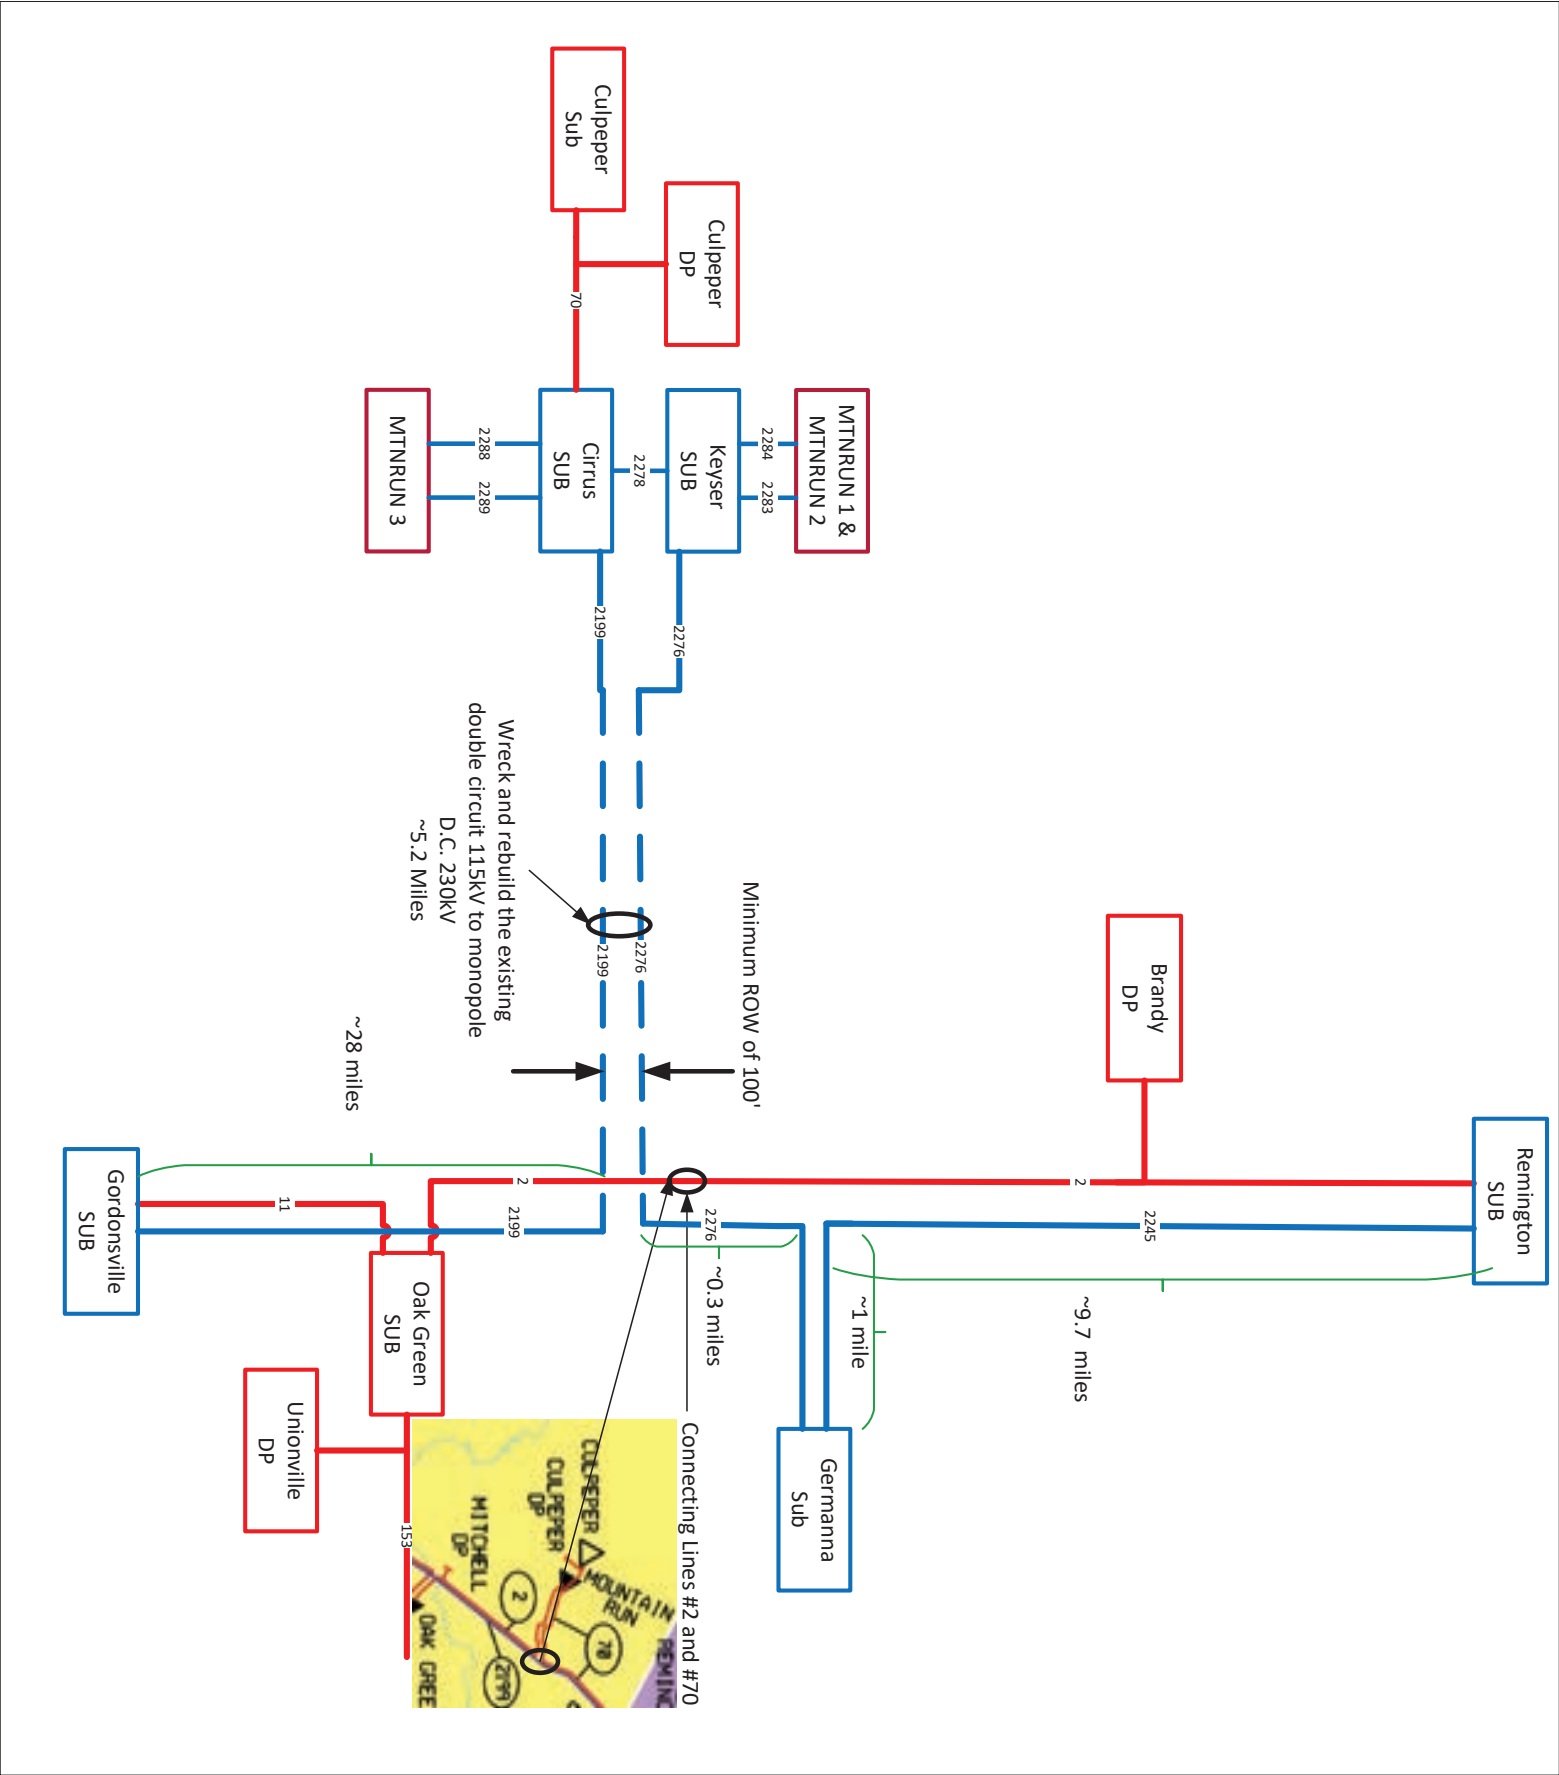 Remington
SUB
Brandy
DP
2
2245
~9.7  miles
~1 mile
Germanna
Sub
MTNRUN 1 &
MTNRUN 2
2284
2283
Culpeper
DP
Keyser
SUB
2276
2278
Culpeper
Sub
70
Cirrus
SUB
2199
2288
2289
MTNRUN 3
Minimum ROW of 100'
2276
2199
Wreck and rebuild the existing
double circuit 115kV to monopole
D.C. 230kV
~5.2 Miles
2276
~0.3 miles
Connecting Lines #2 and #70
2
2199
~28 miles
11
Gordonsville
SUB
Oak Green
SUB
Unionville
DP
153
CULPEPER
CULPEPER
DP
MOUNTAIN
RUN
MITCHELL
DP
2
70
2199
OAK GREE
REMINC